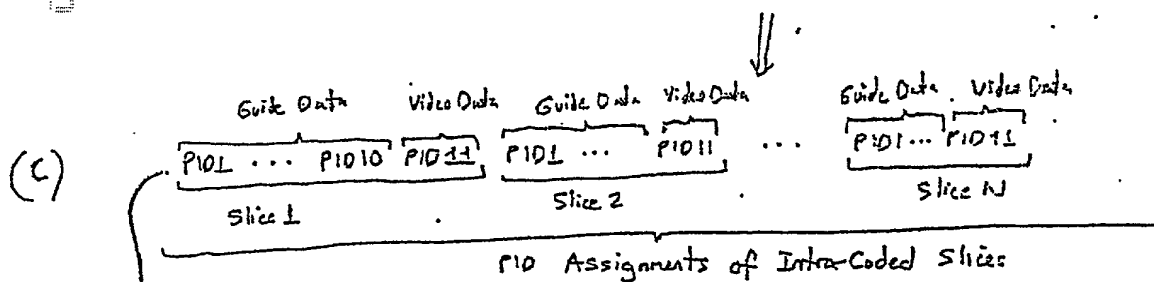 Guide Data Video Data Guide Data Video Data Guide Data Video Data
(C) PID1 ... PID10 PID11 PID1 ... PID11 ... PID1... PID11
Slice 1 Slice 2 Slice N
PID Assignments of Intra-Coded Slices